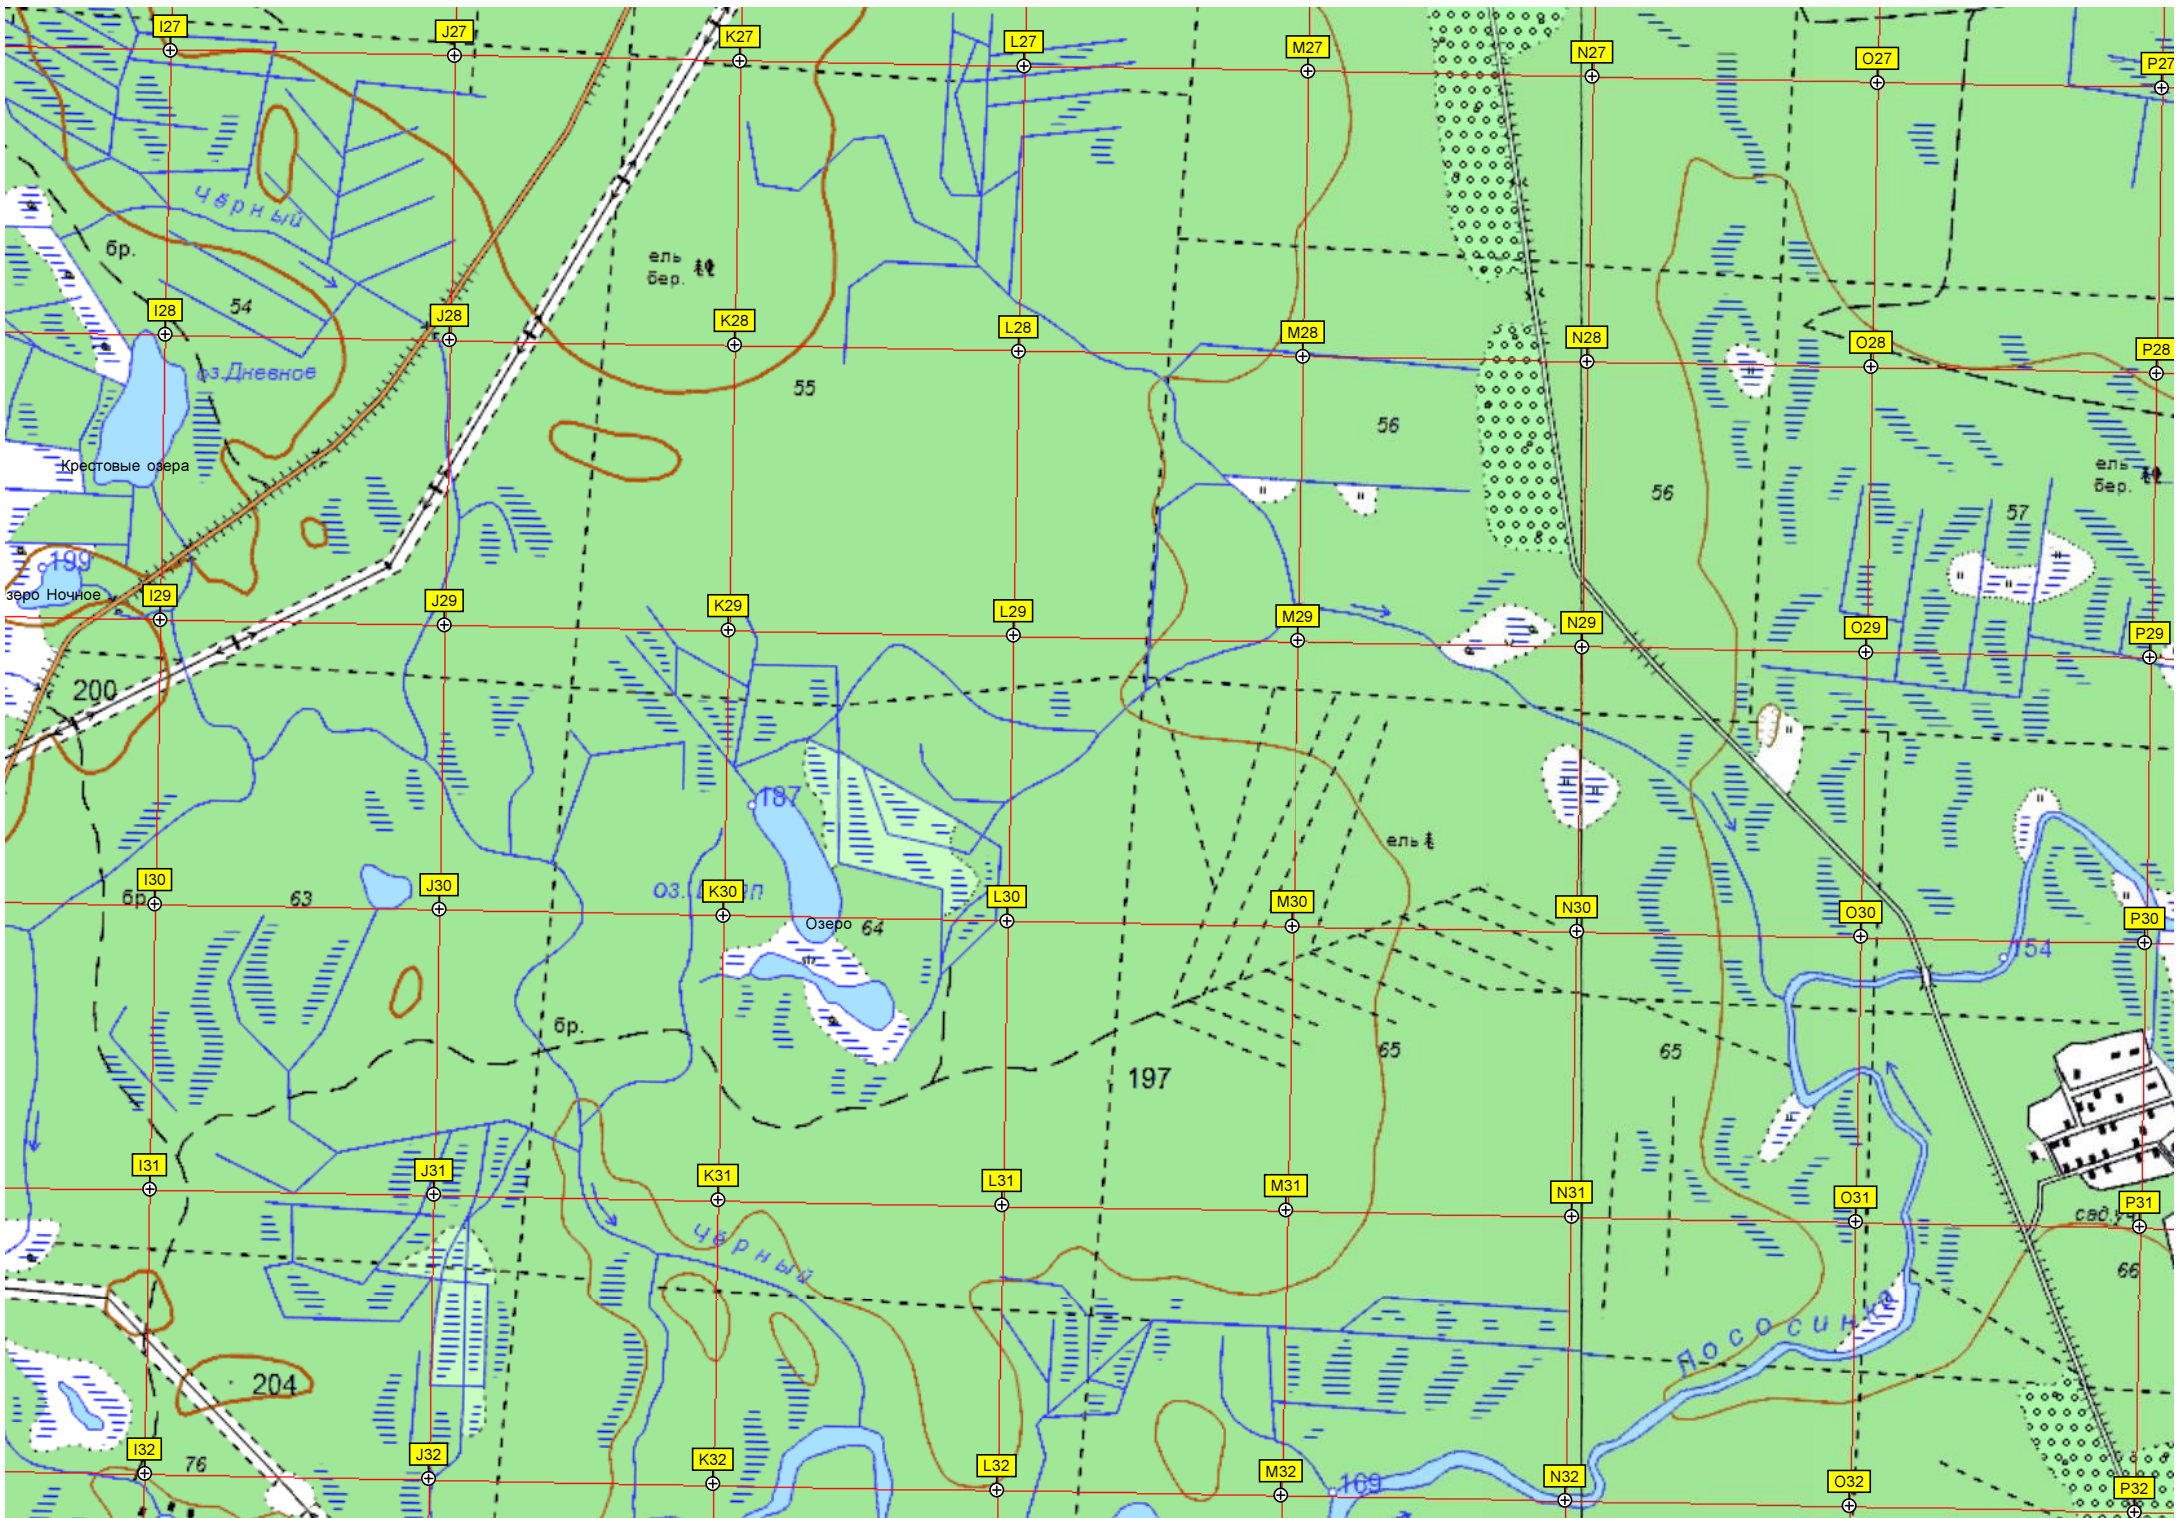 I27
J27
K27
L27
M27
N27
O27
P27
Чёрный
бр.
ель
бер.
54
I28
J28
K28
L28
M28
N28
O28
P28
оз.Дневное
55
56
Крестовые озера
56
ель
бер.
57
199
зеро Ночное
I29
J29
K29
L29
M29
N29
O29
P29
200
187
ель
I30
J30
K30
L30
M30
N30
O30
P30
бр.
63
оз.
Озеро
64
154
бр.
65
65
197
I31
J31
K31
L31
M31
N31
O31
P31
Чёрный
66
204
Лососинка
I32
J32
K32
L32
M32
N32
O32
P32
76
169